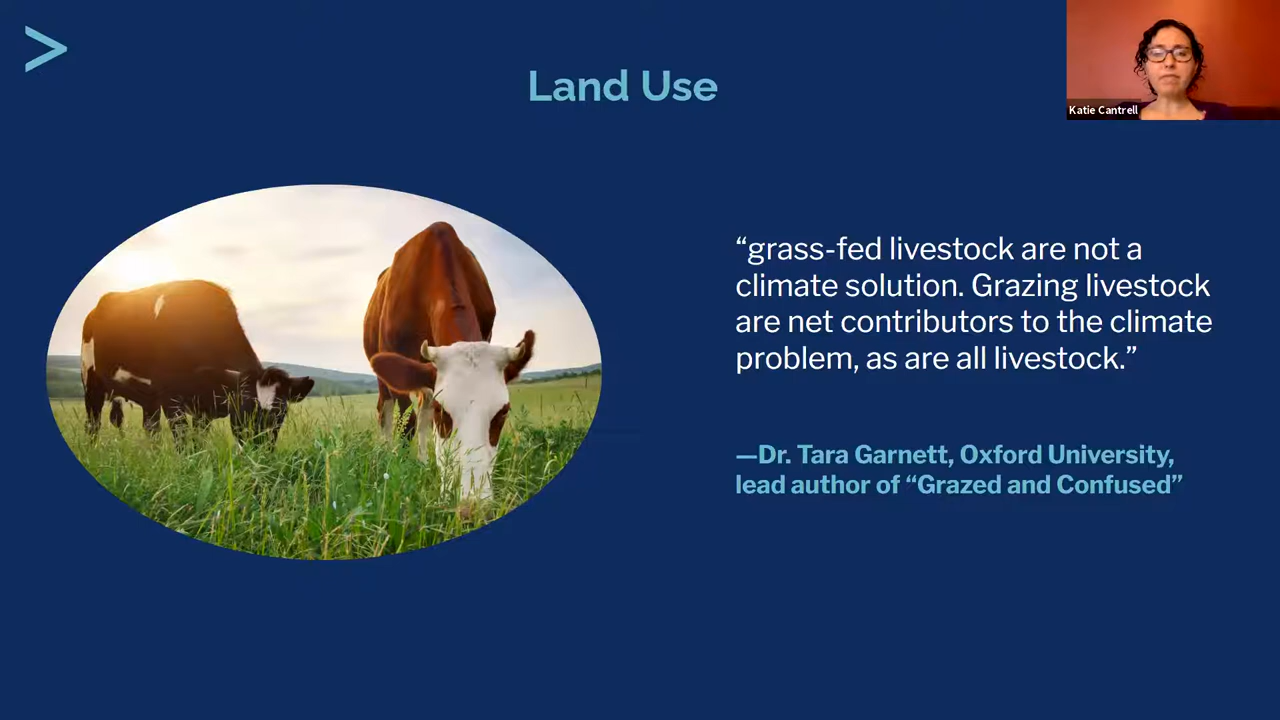 Land Use
Katie Cantrell
“grass-fed livestock are not a
climate solution. Grazing livestock
are net contributors to the climate
problem, as are all livestock.”
—Dr. Tara Garnett, Oxford University,
lead author of “Grazed and Confused”